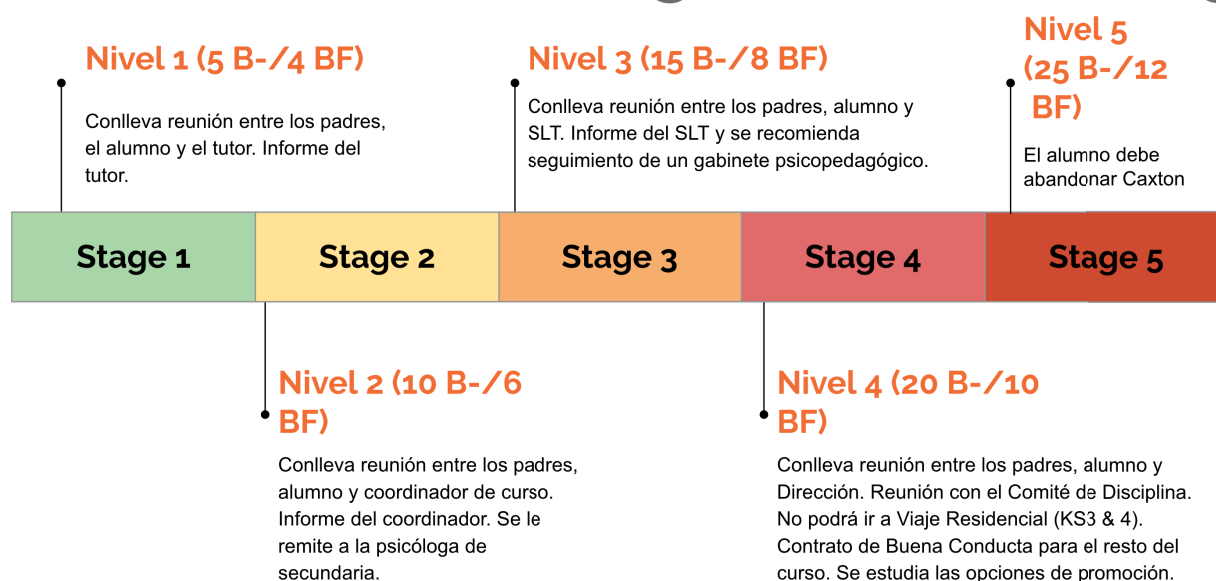 Nivel 1 (5 B-/4 BF)
Conlleva reunión entre los padres,
el alumno y el tutor. Informe del
tutor.
Nivel 3 (15 B-/8 BF)
Conlleva reunión entre los padres, alumno y
SLT. Informe del SLT y se recomienda
seguimiento de un gabinete psicopedagógico.
Nivel 5
(25 B-/12
BF)
El alumno debe
abandonar Caxton
Stage 1
Stage 2
Stage 3
Stage 4
Stage 5
Nivel 2 (10 B-/6
BF)
Conlleva reunión entre los padres,
alumno y coordinador de curso.
Informe del coordinador. Se le
remite a la psicóloga de
secundaria.
Nivel 4 (20 B-/10
BF)
Conlleva reunión entre los padres, alumno y
Dirección. Reunión con el Comité de Disciplina.
No podrá ir a Viaje Residencial (KS3 & 4).
Contrato de Buena Conducta para el resto del
curso. Se estudia las opciones de promoción.